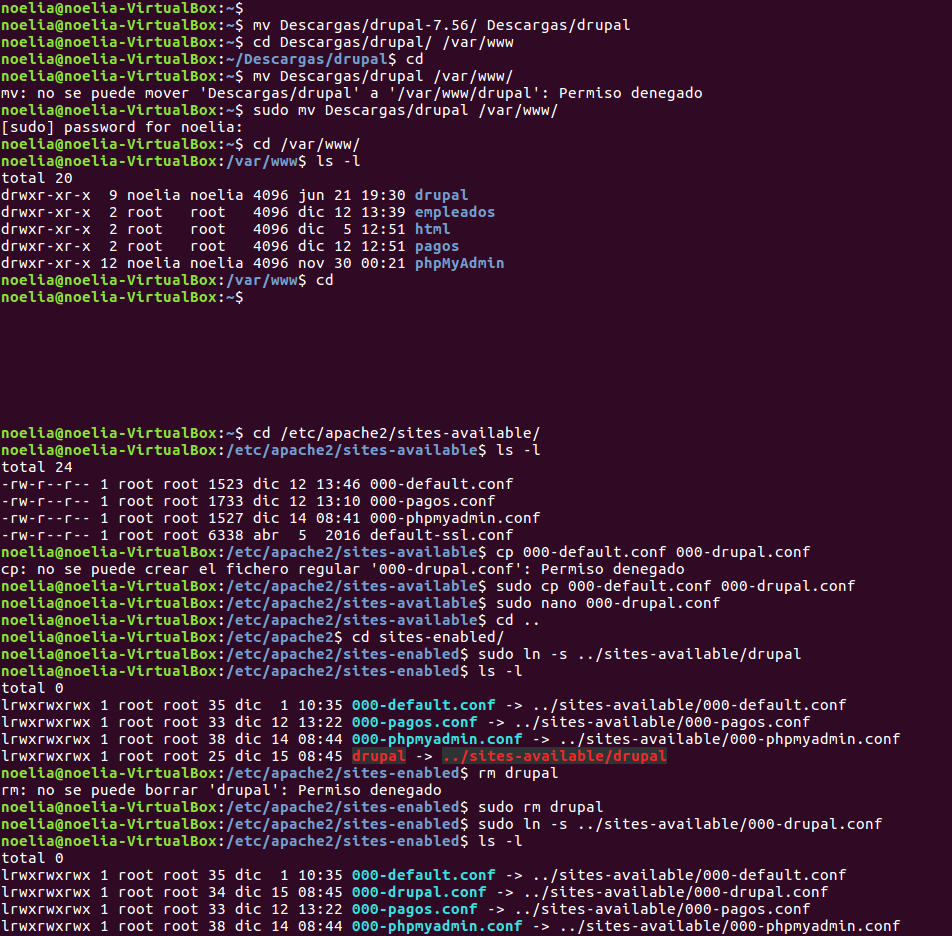 noelia@noelia-VirtualBox:~$
noelia@noelia-VirtualBox:~$ mv Descargas/drupal-7.56/ Descargas/drupal
noelia@noelia-VirtualBox:~$ cd Descargas/drupal/ /var/www
noelia@noelia-VirtualBox:~/Descargas/drupal$ cd
noelia@noelia-VirtualBox:~$ mv Descargas/drupal /var/www/
mv: no se puede mover 'Descargas/drupal' a '/var/www/drupal': Permiso denegado
noelia@noelia-VirtualBox:~$ sudo mv Descargas/drupal /var/www/
[sudo] password for noelia:
noelia@noelia-VirtualBox:~$ cd /var/www/
noelia@noelia-VirtualBox:/var/www$ ls -l
total 20
drwxr-xr-x  9 noelia noelia 4096 jun 21 19:30 drupal
drwxr-xr-x  2 root   root   4096 dic 12 13:39 empleados
drwxr-xr-x  2 root   root   4096 dic  5 12:51 html
drwxr-xr-x  2 root   root   4096 dic 12 12:51 pagos
drwxr-xr-x 12 noelia noelia 4096 nov 30 00:21 phpMyAdmin
noelia@noelia-VirtualBox:/var/www$ cd
noelia@noelia-VirtualBox:~$
noelia@noelia-VirtualBox:~$ cd /etc/apache2/sites-available/
noelia@noelia-VirtualBox:/etc/apache2/sites-available$ ls -l
total 24
-rw-r--r-- 1 root root 1523 dic 12 13:46 000-default.conf
-rw-r--r-- 1 root root 1733 dic 12 13:10 000-pagos.conf
-rw-r--r-- 1 root root 1527 dic 14 08:41 000-phpmyadmin.conf
-rw-r--r-- 1 root root 6338 abr  5  2016 default-ssl.conf
noelia@noelia-VirtualBox:/etc/apache2/sites-available$ cp 000-default.conf 000-drupal.conf
cp: no se puede crear el fichero regular '000-drupal.conf': Permiso denegado
noelia@noelia-VirtualBox:/etc/apache2/sites-available$ sudo cp 000-default.conf 000-drupal.conf
noelia@noelia-VirtualBox:/etc/apache2/sites-available$ sudo nano 000-drupal.conf
noelia@noelia-VirtualBox:/etc/apache2/sites-available$ cd ..
noelia@noelia-VirtualBox:/etc/apache2$ cd sites-enabled/
noelia@noelia-VirtualBox:/etc/apache2/sites-enabled$ sudo ln -s ../sites-available/drupal
noelia@noelia-VirtualBox:/etc/apache2/sites-enabled$ ls -l
total 0
lrwxrwxrwx 1 root root 35 dic  1 10:35 000-default.conf -> ../sites-available/000-default.conf
lrwxrwxrwx 1 root root 33 dic 12 13:22 000-pagos.conf -> ../sites-available/000-pagos.conf
lrwxrwxrwx 1 root root 38 dic 14 08:44 000-phpmyadmin.conf -> ../sites-available/000-phpmyadmin.conf
lrwxrwxrwx 1 root root 25 dic 15 08:45 drupal -> ../sites-available/drupal
noelia@noelia-VirtualBox:/etc/apache2/sites-enabled$ rm drupal
rm: no se puede borrar 'drupal': Permiso denegado
noelia@noelia-VirtualBox:/etc/apache2/sites-enabled$ sudo rm drupal
noelia@noelia-VirtualBox:/etc/apache2/sites-enabled$ sudo ln -s ../sites-available/000-drupal.conf
noelia@noelia-VirtualBox:/etc/apache2/sites-enabled$ ls -l
total 0
lrwxrwxrwx 1 root root 35 dic  1 10:35 000-default.conf -> ../sites-available/000-default.conf
lrwxrwxrwx 1 root root 34 dic 15 08:45 000-drupal.conf -> ../sites-available/000-drupal.conf
lrwxrwxrwx 1 root root 33 dic 12 13:22 000-pagos.conf -> ../sites-available/000-pagos.conf
lrwxrwxrwx 1 root root 38 dic 14 08:44 000-phpmyadmin.conf -> ../sites-available/000-phpmyadmin.conf